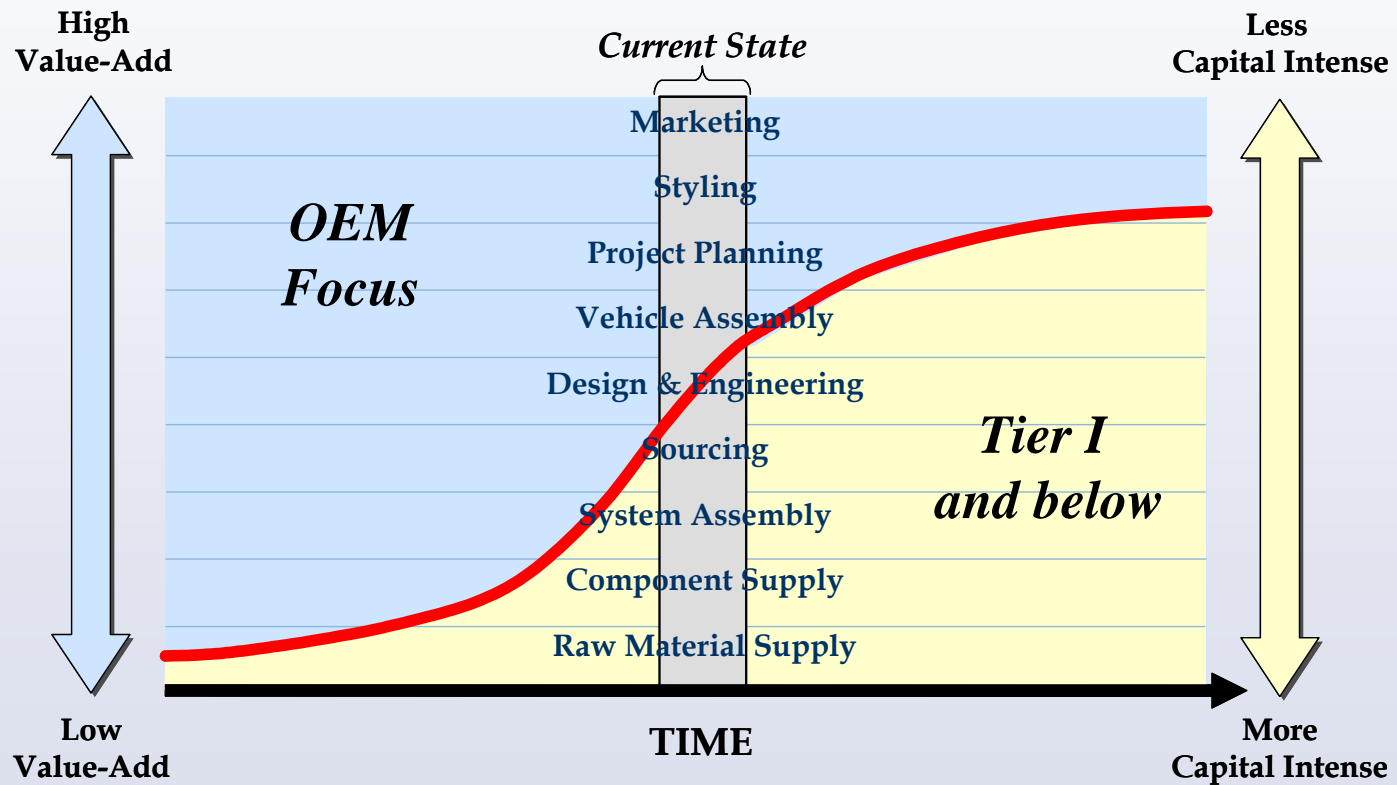 High
Value-Add
Current State
Less
Capital Intense
Marketing
Styling
OEM
Focus
Project Planning
Vehicle Assembly
Design & Engineering
Sourcing
Tier I
and below
System Assembly
Component Supply
Raw Material Supply
Low
Value-Add
TIME
More
Capital Intense